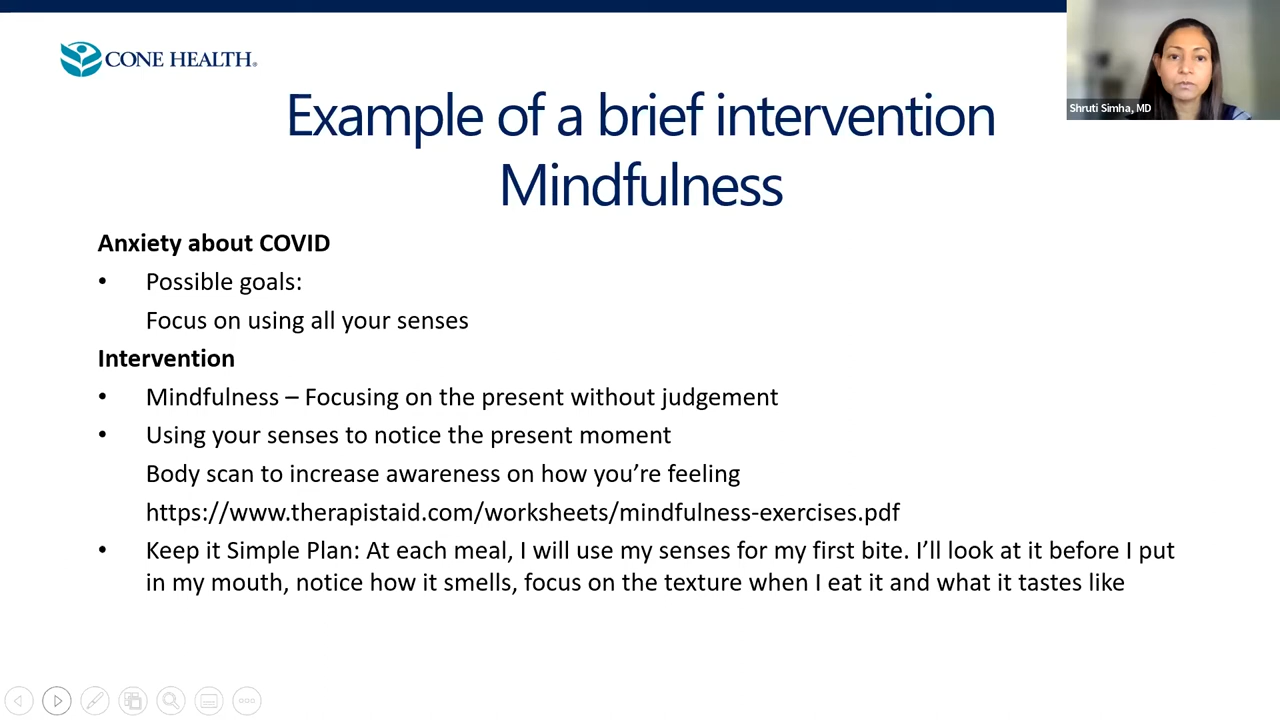 CONE HEALTH®
Shruti Simha, MD
Example of a brief intervention
Mindfulness
Anxiety about COVID
• Possible goals:
Focus on using all your senses
Intervention
• Mindfulness – Focusing on the present without judgement
• Using your senses to notice the present moment
Body scan to increase awareness on how you’re feeling
https://www.therapistaid.com/worksheets/mindfulness-exercises.pdf
• Keep it Simple Plan: At each meal, I will use my senses for my first bite. I’ll look at it before I put
in my mouth, notice how it smells, focus on the texture when I eat it and what it tastes like